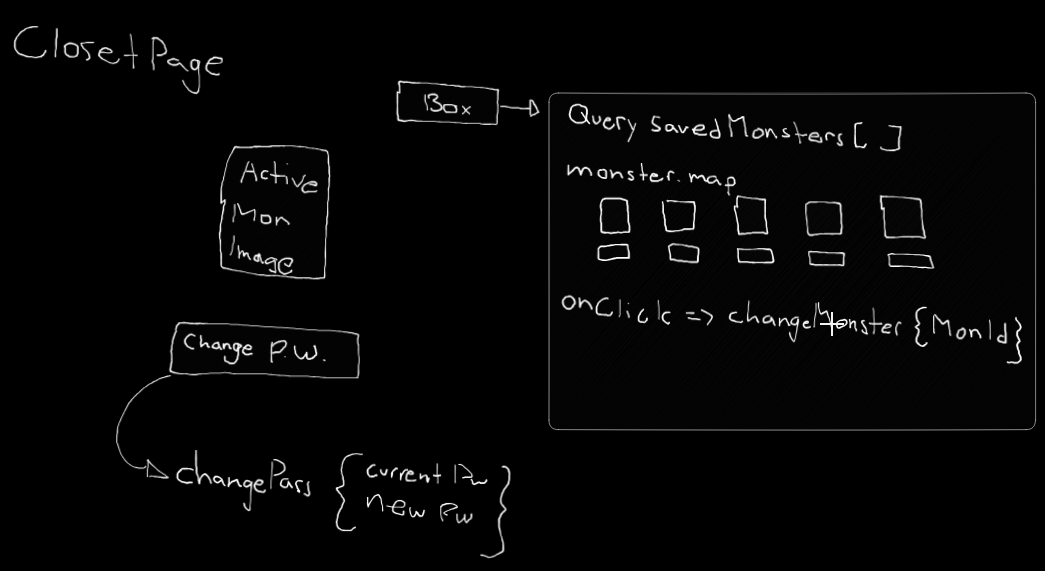 Closet Page
Box
Query savedMonsters [ ]
monster.map
onClick => changeMonster {MonId}
Active
Mon
Image
Change P.W.
changePass { current Pw
new Pw }